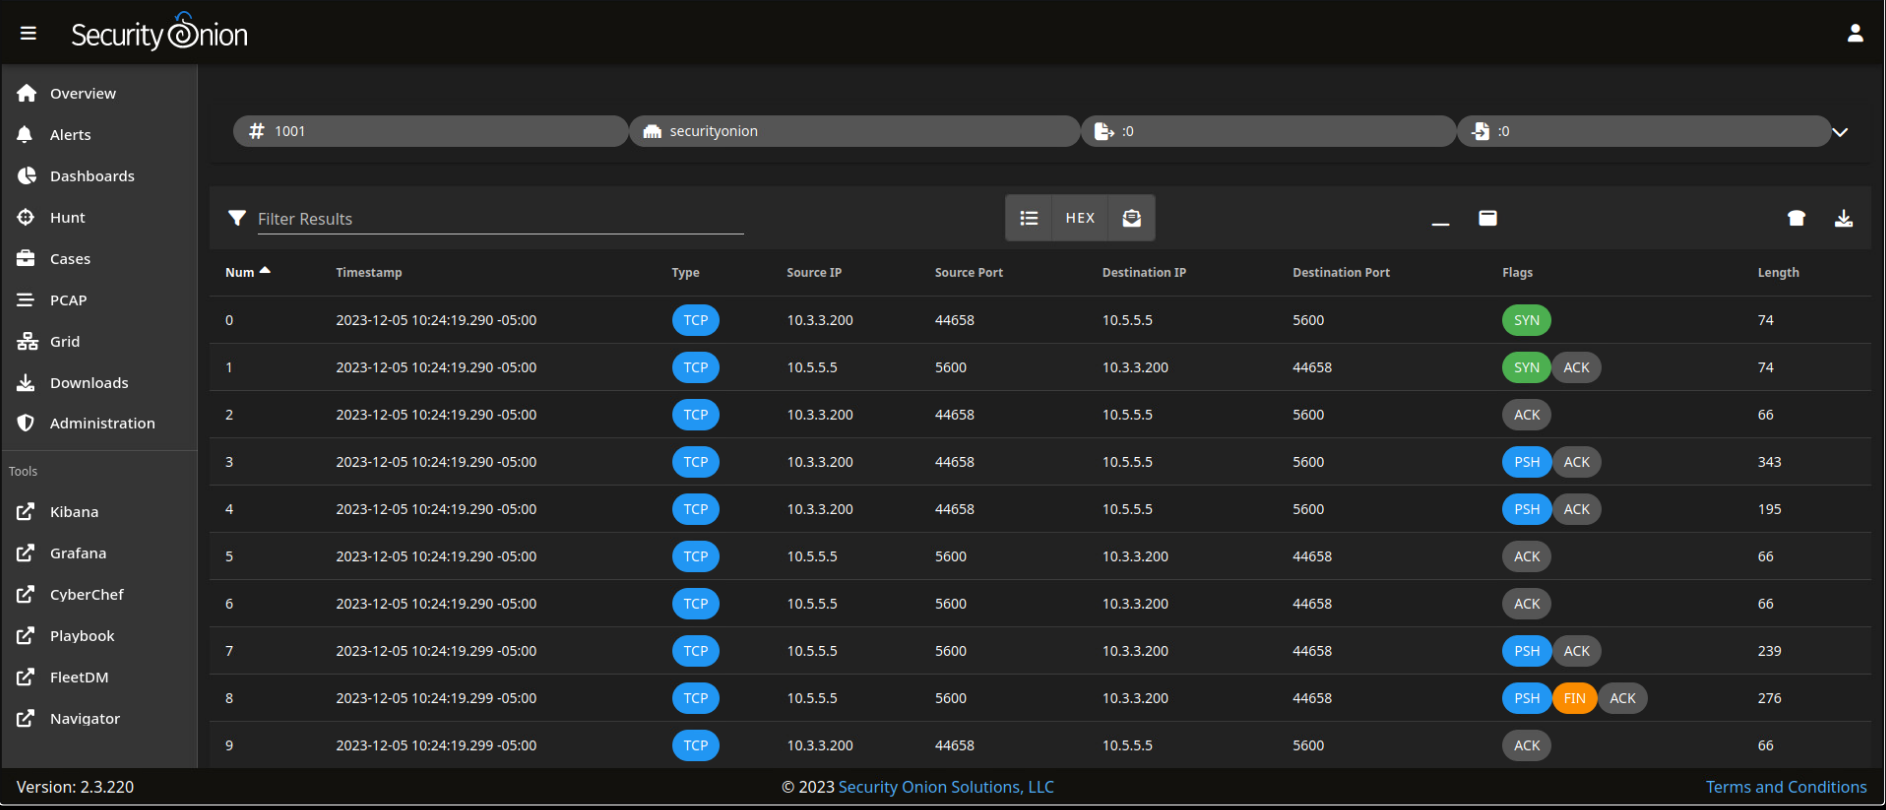 Security Onion
Overview
Alerts
Dashboards
Hunt
Cases
PCAP
Grid
Downloads
Administration
Tools
Kibana
Grafana
CyberChef
Playbook
FleetDM
Navigator
# 1001 securityonion :0 :0
Filter Results HEX
Num Timestamp Type Source IP Source Port Destination IP Destination Port Flags Length
0 2023-12-05 10:24:19.290 -05:00 TCP 10.3.3.200 44658 10.5.5.5 5600 SYN 74
1 2023-12-05 10:24:19.290 -05:00 TCP 10.5.5.5 5600 10.3.3.200 44658 SYN ACK 74
2 2023-12-05 10:24:19.290 -05:00 TCP 10.3.3.200 44658 10.5.5.5 5600 ACK 66
3 2023-12-05 10:24:19.290 -05:00 TCP 10.3.3.200 44658 10.5.5.5 5600 PSH ACK 343
4 2023-12-05 10:24:19.290 -05:00 TCP 10.3.3.200 44658 10.5.5.5 5600 PSH ACK 195
5 2023-12-05 10:24:19.290 -05:00 TCP 10.5.5.5 5600 10.3.3.200 44658 ACK 66
6 2023-12-05 10:24:19.290 -05:00 TCP 10.5.5.5 5600 10.3.3.200 44658 ACK 66
7 2023-12-05 10:24:19.299 -05:00 TCP 10.5.5.5 5600 10.3.3.200 44658 PSH ACK 239
8 2023-12-05 10:24:19.299 -05:00 TCP 10.5.5.5 5600 10.3.3.200 44658 PSH FIN ACK 276
9 2023-12-05 10:24:19.299 -05:00 TCP 10.3.3.200 44658 10.5.5.5 5600 ACK 66
Version: 2.3.220 © 2023 Security Onion Solutions, LLC Terms and Conditions